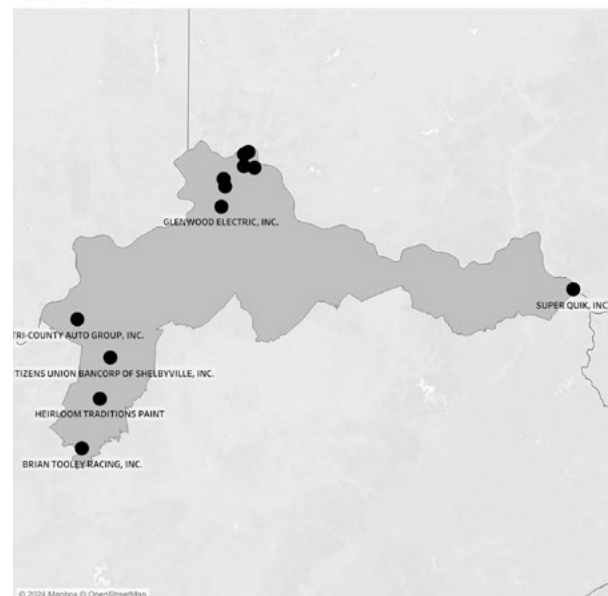 GLENWOOD ELECTRIC, INC.
SUPER QUIK, INC
TRI-COUNTY AUTO GROUP, INC.
TIZENS UNION BANCORP OF SHELBYVILLE, INC.
HEIRLOOM TRADITIONS PAINT
BRIAN TOOLEY RACING, INC.
© 2024 Mapbox © OpenStreetMap